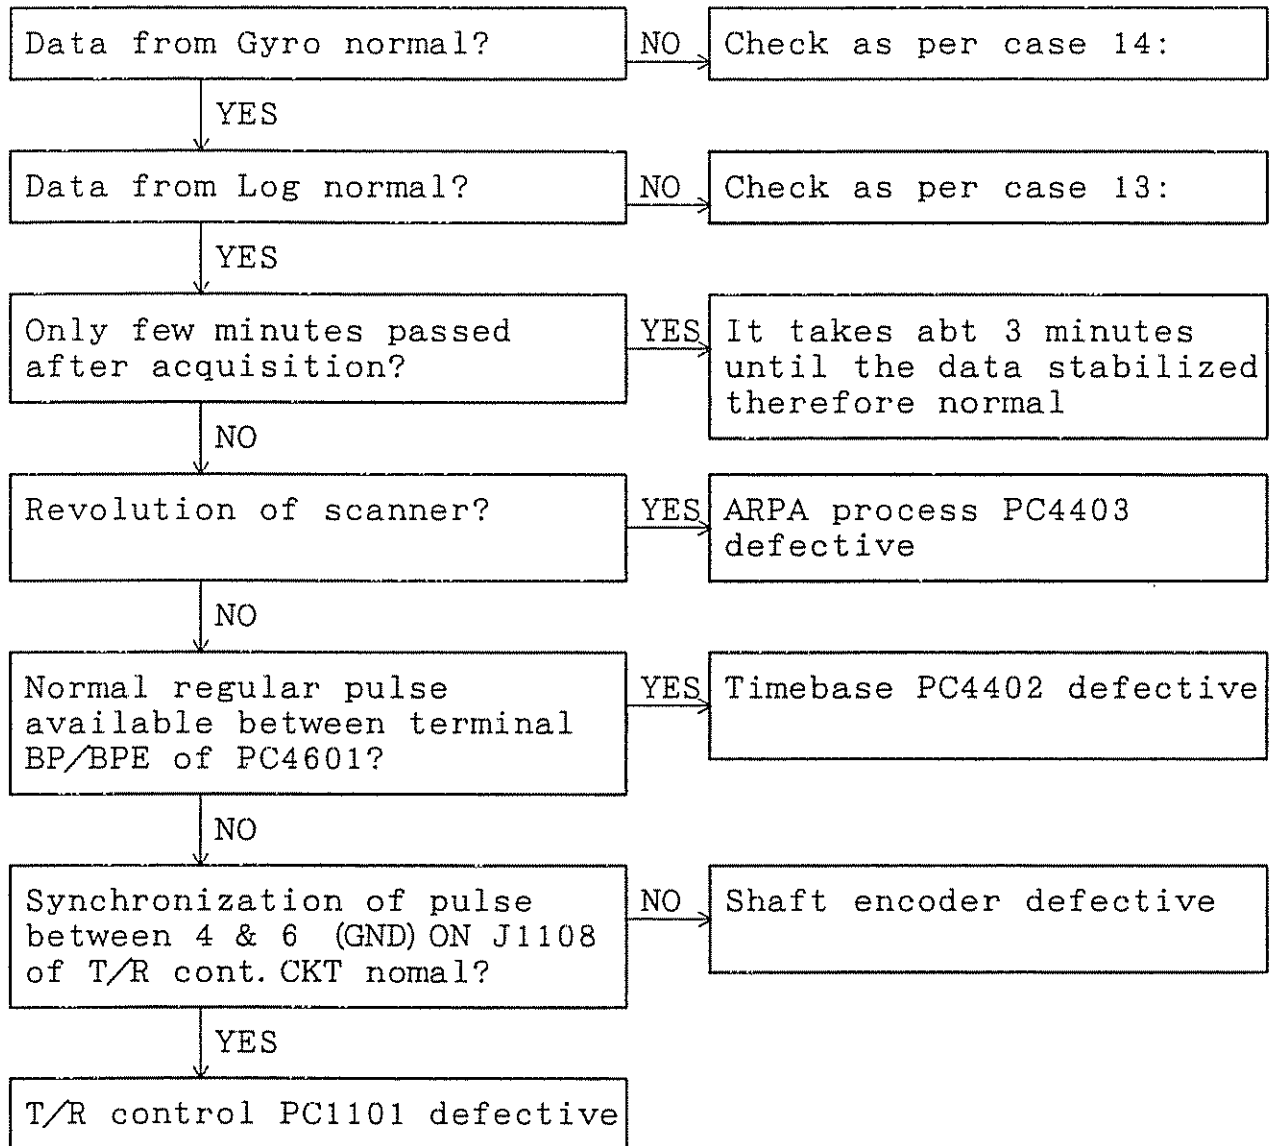 Data from Gyro normal?
NO
Check as per case 14:
YES
Data from Log normal?
NO
Check as per case 13:
YES
Only few minutes passed
after acquisition?
YES
It takes abt 3 minutes
until the data stabilized
therefore normal
NO
Revolution of scanner?
YES
ARPA process PC4403
defective
NO
Normal regular pulse
available between terminal
BP/BPE of PC4601?
YES
Timebase PC4402 defective
NO
Synchronization of pulse
between 4 & 6 (GND) ON J1108
of T/R cont. CKT nomal?
NO
Shaft encoder defective
YES
T/R control PC1101 defective